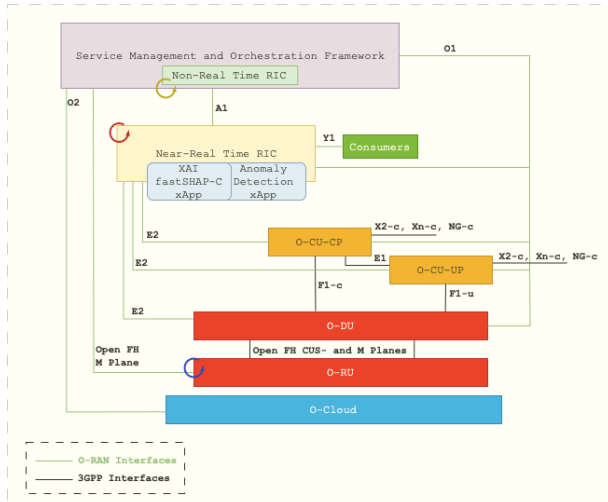 Service Management and Orchestration Framework
O1
Non-Real Time RIC
O2
A1
Y1
Near-Real Time RIC
Consumers
XAI
fastSHAP-C
xApp
Anomaly
Detection
xApp
E2
X2-c, Xn-c, NG-c
O-CU-CP
E2
E1
X2-c, Xn-c, NG-c
O-CU-UP
F1-c
F1-u
E2
O-DU
Open FH
M Plane
Open FH CUS- and M Planes
O-RU
O-Cloud
O-RAN Interfaces
3GPP Interfaces